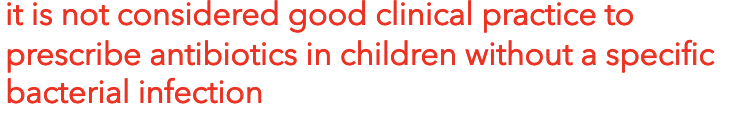 it is not considered good clinical practice to
prescribe antibiotics in children without a specific
bacterial infection